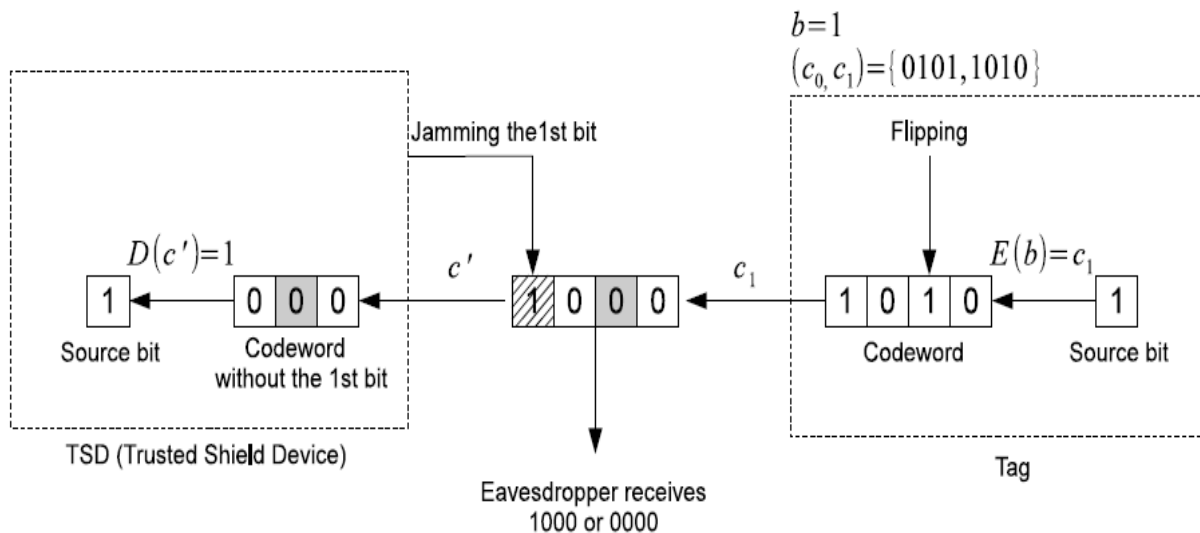 b=1
(c₀, c₁)={0101,1010}
Jamming the1st bit
Flipping
D(c')=1
c'
c₁
E(b)=c₁
1
0 0 0
1 0 0 0
1 0 1 0
1
Source bit
Codeword
without the 1st bit
Codeword
Source bit
TSD (Trusted Shield Device)
Tag
Eavesdropper receives
1000 or 0000